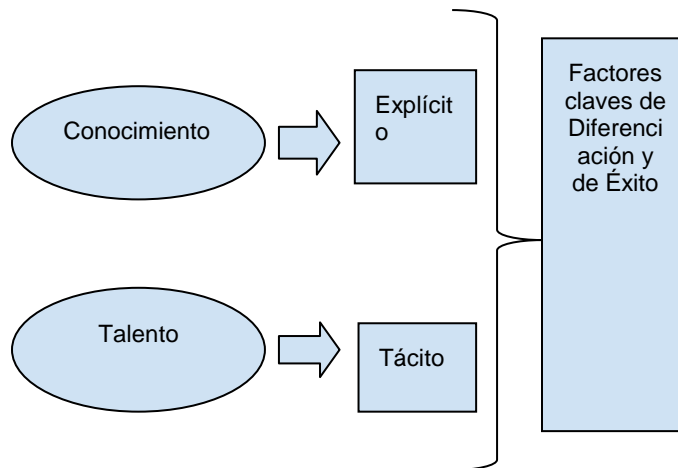 Conocimiento
Explícit
o
Factores
claves de
Diferenci
ación y
de Éxito
Talento
Tácito